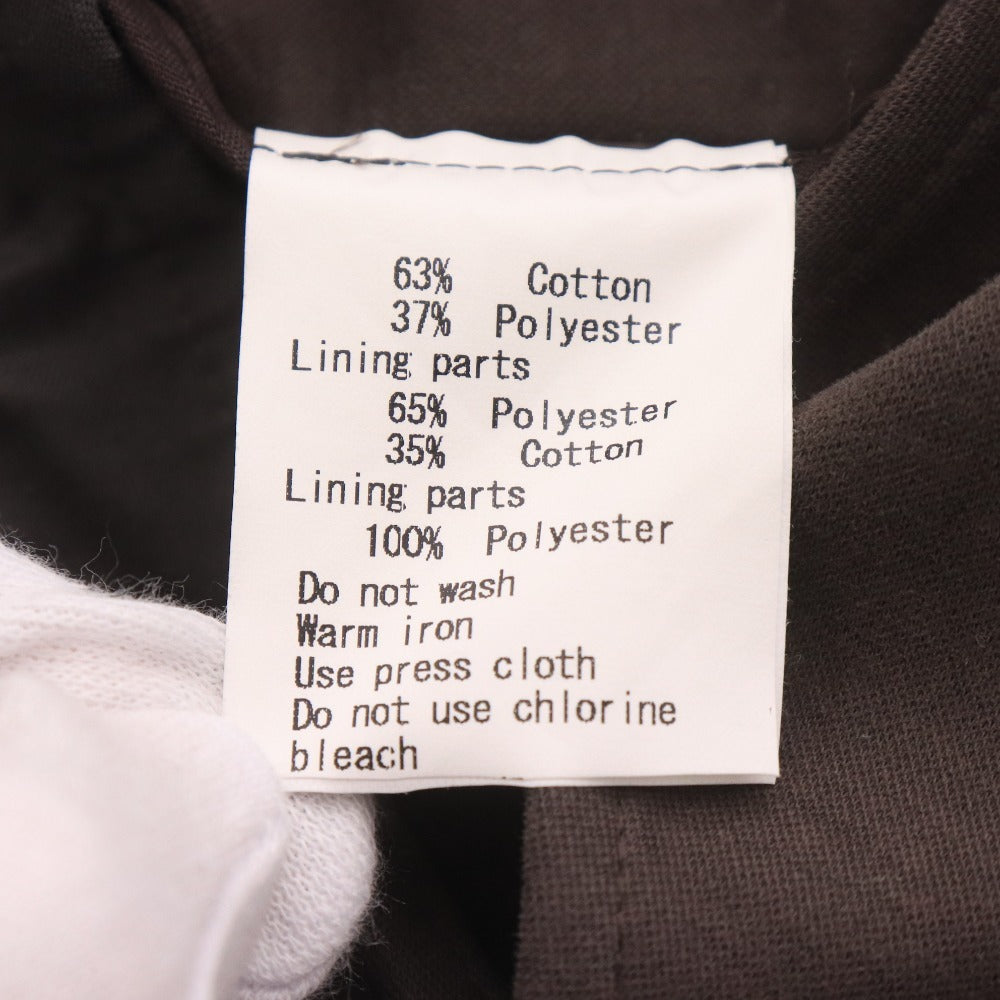 63% Cotton
37% Polyester
Lining parts
65% Polyester
35% Cotton
Lining parts
100% Polyester
Do not wash
Warm iron
Use press cloth
Do not use chlorine
bleach